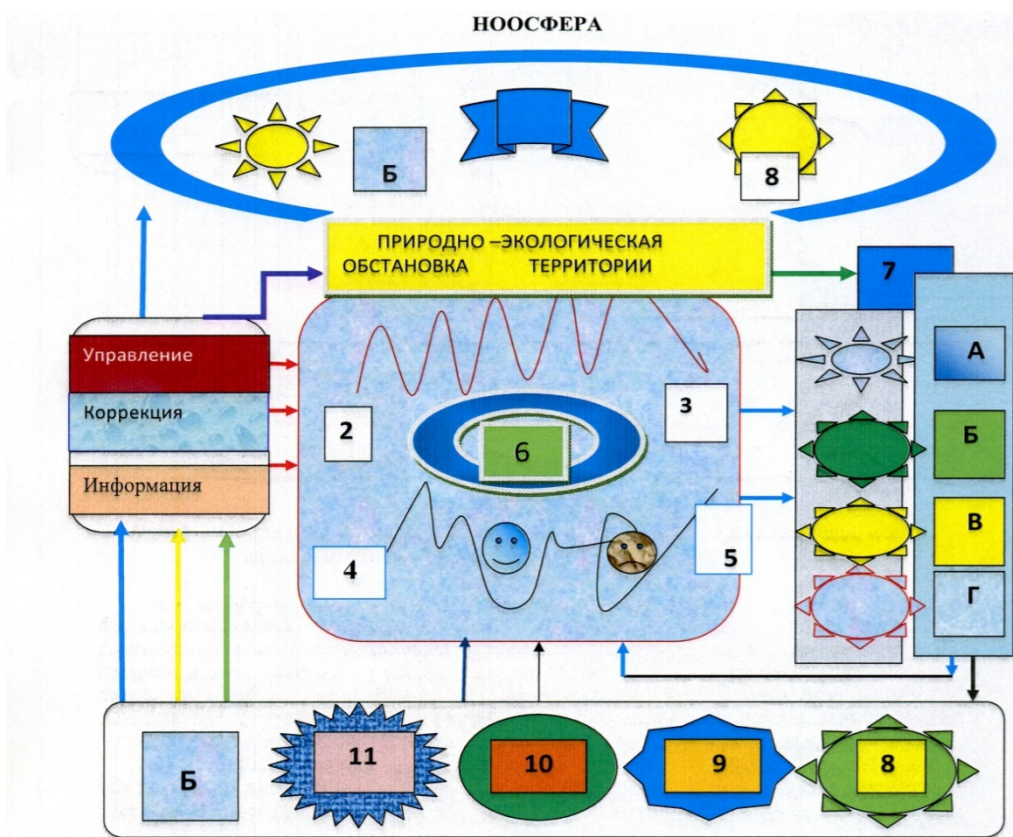 НООСФЕРА
Б
8
ПРИРОДНО –ЭКОЛОГИЧЕСКАЯ
ОБСТАНОВКА ТЕРРИТОРИИ
7
Управление
Коррекция
Информация
2
3
6
4
5
А
Б
В
Г
Б
11
10
9
8